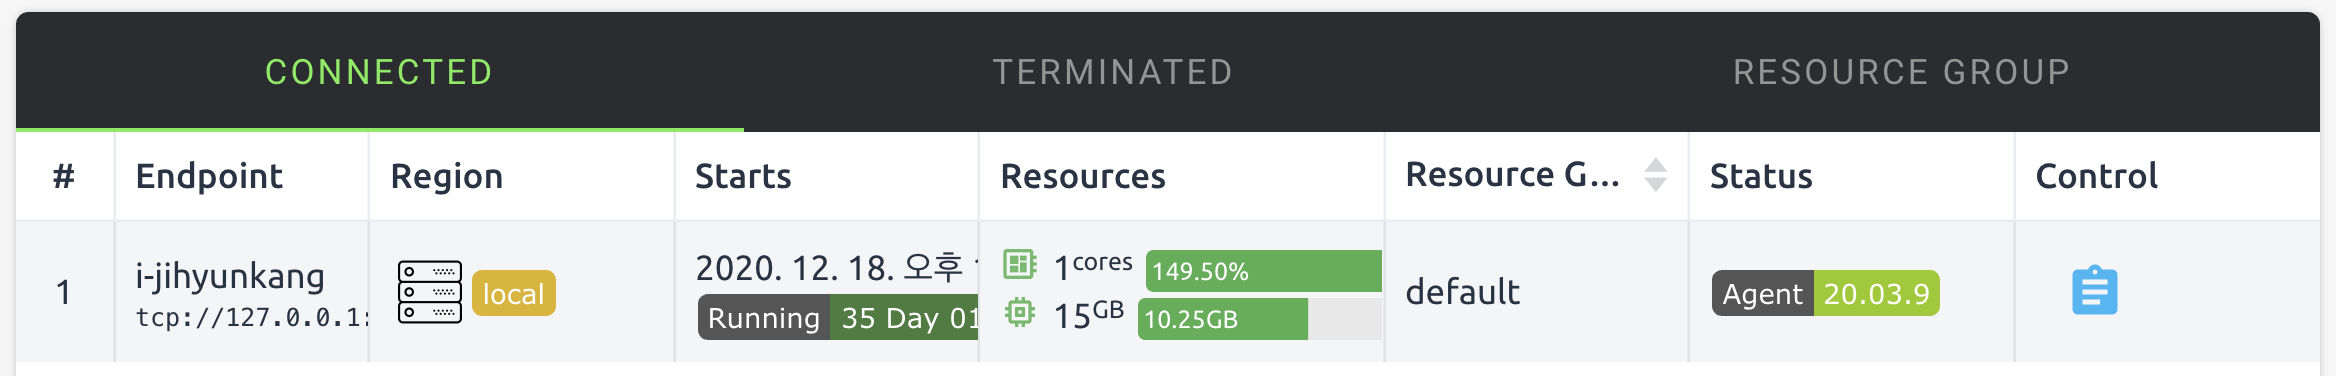 CONNECTED TERMINATED RESOURCE GROUP
# Endpoint Region Starts Resources Resource G... Status Control
1 i-jihyunkang tcp://127.0.0.1: local 2020. 12. 18. 오후 Running 35 Day 01 1cores 149.50% 15GB 10.25GB default Agent 20.03.9